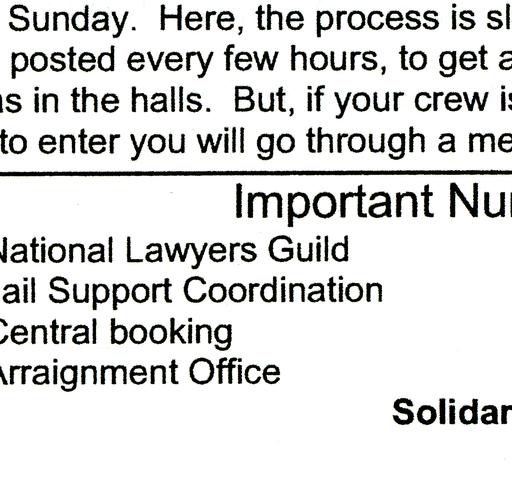 Sunday. Here, the process is sl
posted every few hours, to get a
as in the halls. But, if your crew is
to enter you will go through a me
Important Nu
National Lawyers Guild
ail Support Coordination
Central booking
Arraignment Office
Solidar